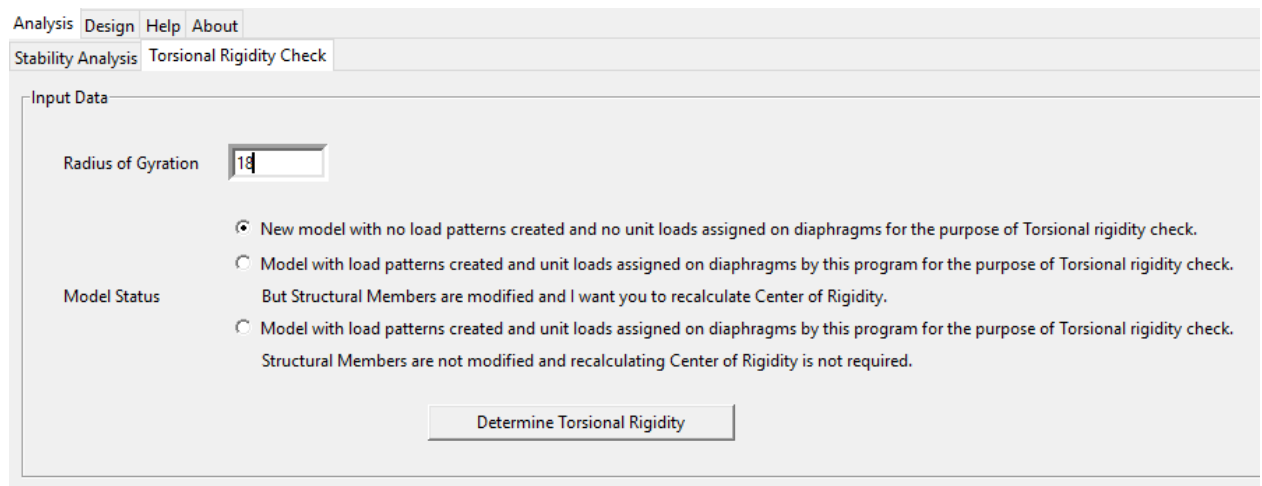 Analysis Design Help About
Stability Analysis Torsional Rigidity Check
Input Data
Radius of Gyration 18
New model with no load patterns created and no unit loads assigned on diaphragms for the purpose of Torsional rigidity check.
Model with load patterns created and unit loads assigned on diaphragms by this program for the purpose of Torsional rigidity check.
Model Status But Structural Members are modified and I want you to recalculate Center of Rigidity.
Model with load patterns created and unit loads assigned on diaphragms by this program for the purpose of Torsional rigidity check.
Structural Members are not modified and recalculating Center of Rigidity is not required.
Determine Torsional Rigidity